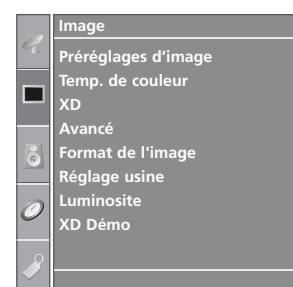 Image
Préréglages d’image
Temp. de couleur
XD
Avancé
Format de l'image
Réglage usine
Luminosite
XD Démo